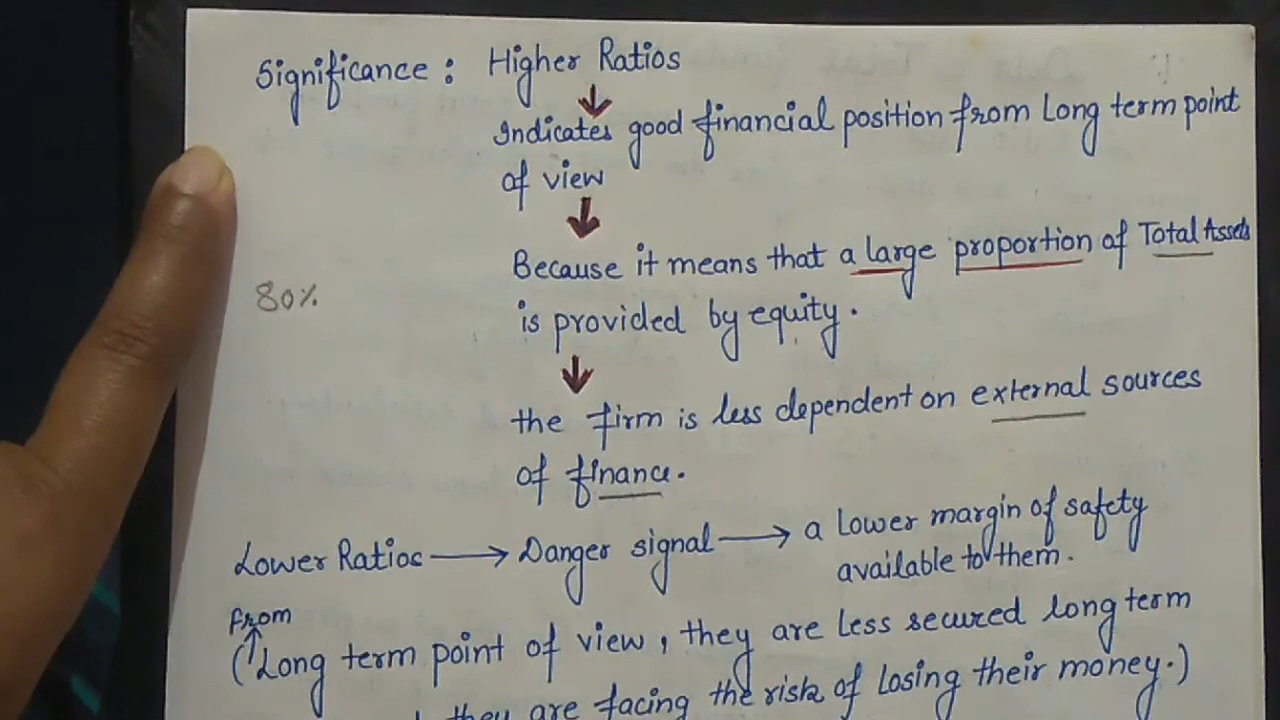 Significance : Higher Ratios
Indicates good financial position from Long term point
of view
Because it means that a large proportion of Total Assets
80%
is provided by equity.
the firm is less dependent on external sources
of finance.
Lower Ratios → Danger signal → a lower margin of safety
available to them.
from
(Long term point of view, they are less secured long term
they are facing the risk of losing their money.)